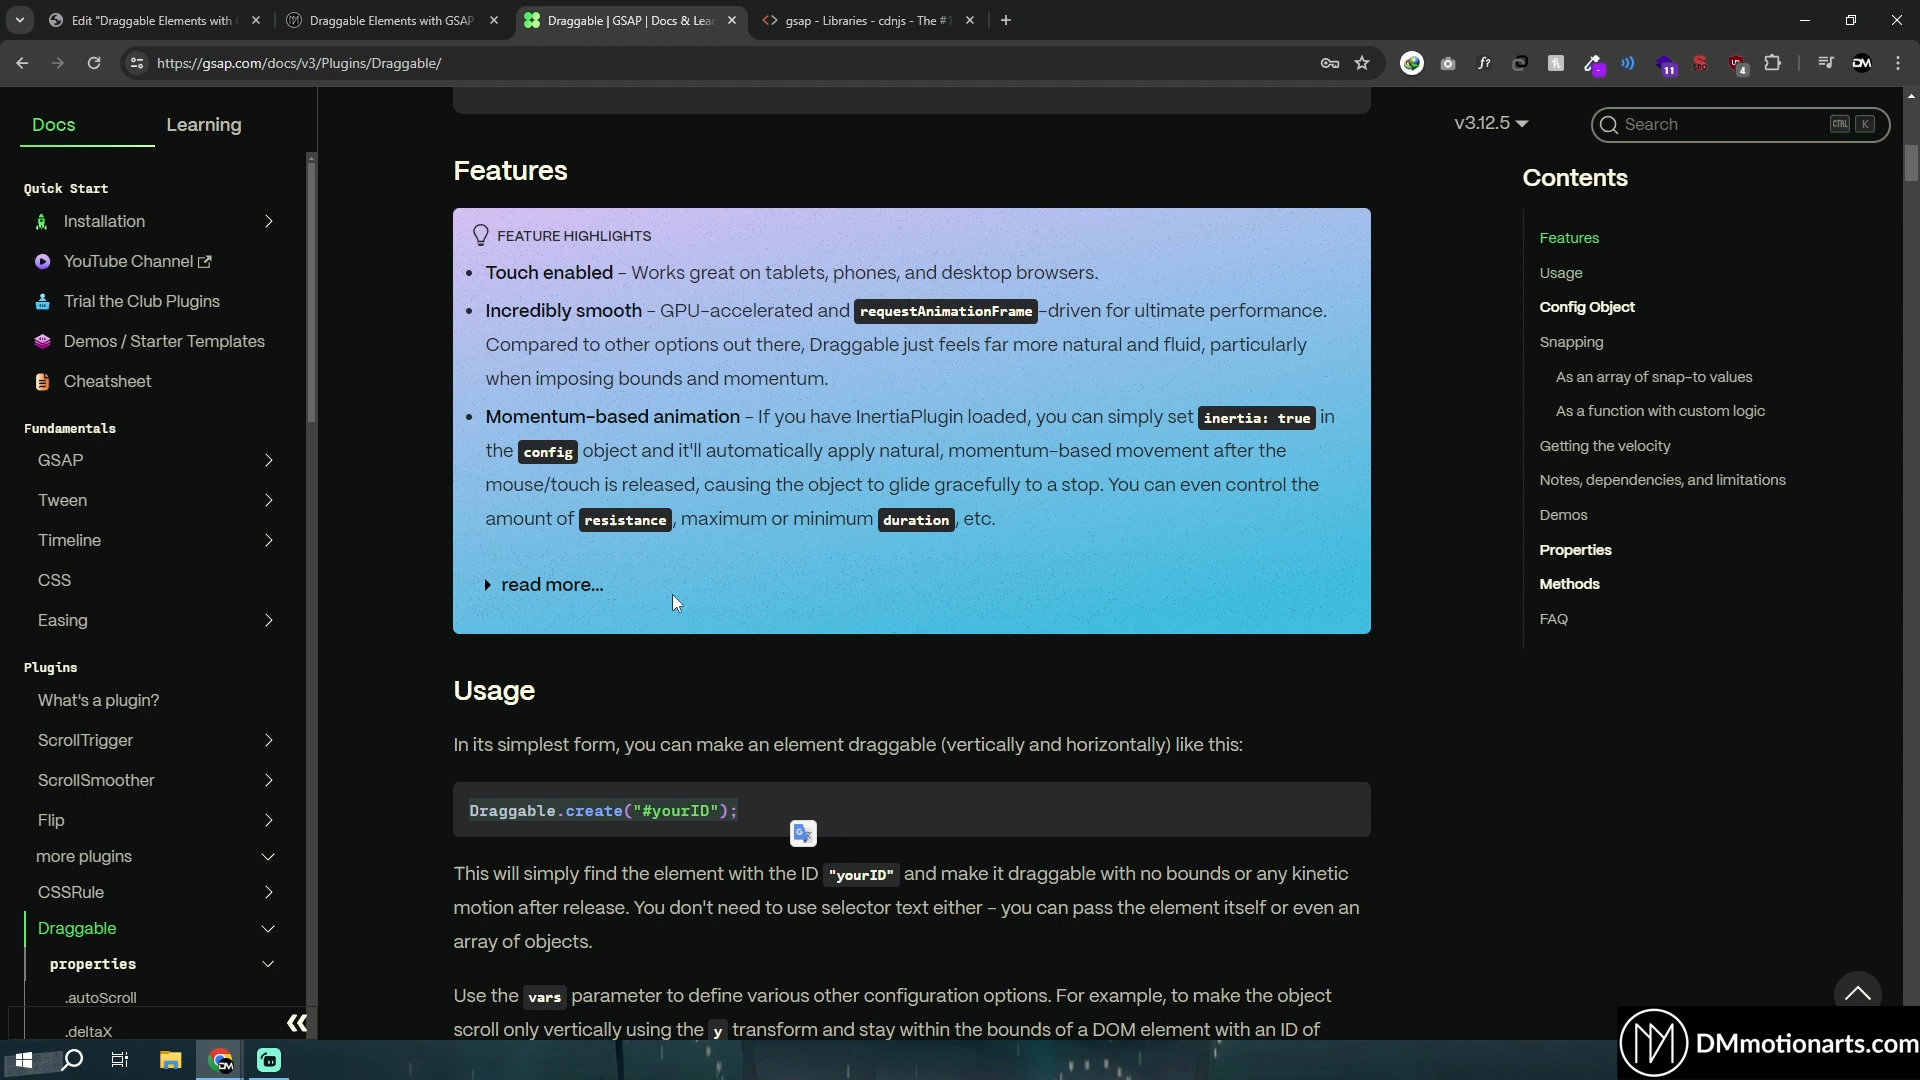 Edit "Draggable Elements with
Draggable Elements with GSAP
Draggable | GSAP | Docs & Lea
gsap - Libraries - cdnjs - The #1
https://gsap.com/docs/v3/Plugins/Draggable/
11
4
DM
Docs
Learning
v3.12.5
Search
CTRL
K
Quick Start
Installation
YouTube Channel
Trial the Club Plugins
Demos / Starter Templates
Cheatsheet
Fundamentals
GSAP
Tween
Timeline
CSS
Easing
Plugins
What's a plugin?
ScrollTrigger
ScrollSmoother
Flip
more plugins
CSSRule
Draggable
properties
.autoScroll
.deltaX
Features
FEATURE HIGHLIGHTS
• Touch enabled – Works great on tablets, phones, and desktop browsers.
• Incredibly smooth – GPU-accelerated and requestAnimationFrame-driven for ultimate performance.
Compared to other options out there, Draggable just feels far more natural and fluid, particularly
when imposing bounds and momentum.
• Momentum-based animation – If you have InertiaPlugin loaded, you can simply set inertia: true in
the config object and it'll automatically apply natural, momentum-based movement after the
mouse/touch is released, causing the object to glide gracefully to a stop. You can even control the
amount of resistance, maximum or minimum duration, etc.
read more...
Usage
In its simplest form, you can make an element draggable (vertically and horizontally) like this:
Draggable.create("#yourID");
This will simply find the element with the ID "yourID" and make it draggable with no bounds or any kinetic
motion after release. You don't need to use selector text either – you can pass the element itself or even an
array of objects.
Use the vars parameter to define various other configuration options. For example, to make the object
scroll only vertically using the y transform and stay within the bounds of a DOM element with an ID of
Contents
Features
Usage
Config Object
Snapping
As an array of snap-to values
As a function with custom logic
Getting the velocity
Notes, dependencies, and limitations
Demos
Properties
Methods
FAQ
DMmotionarts.com